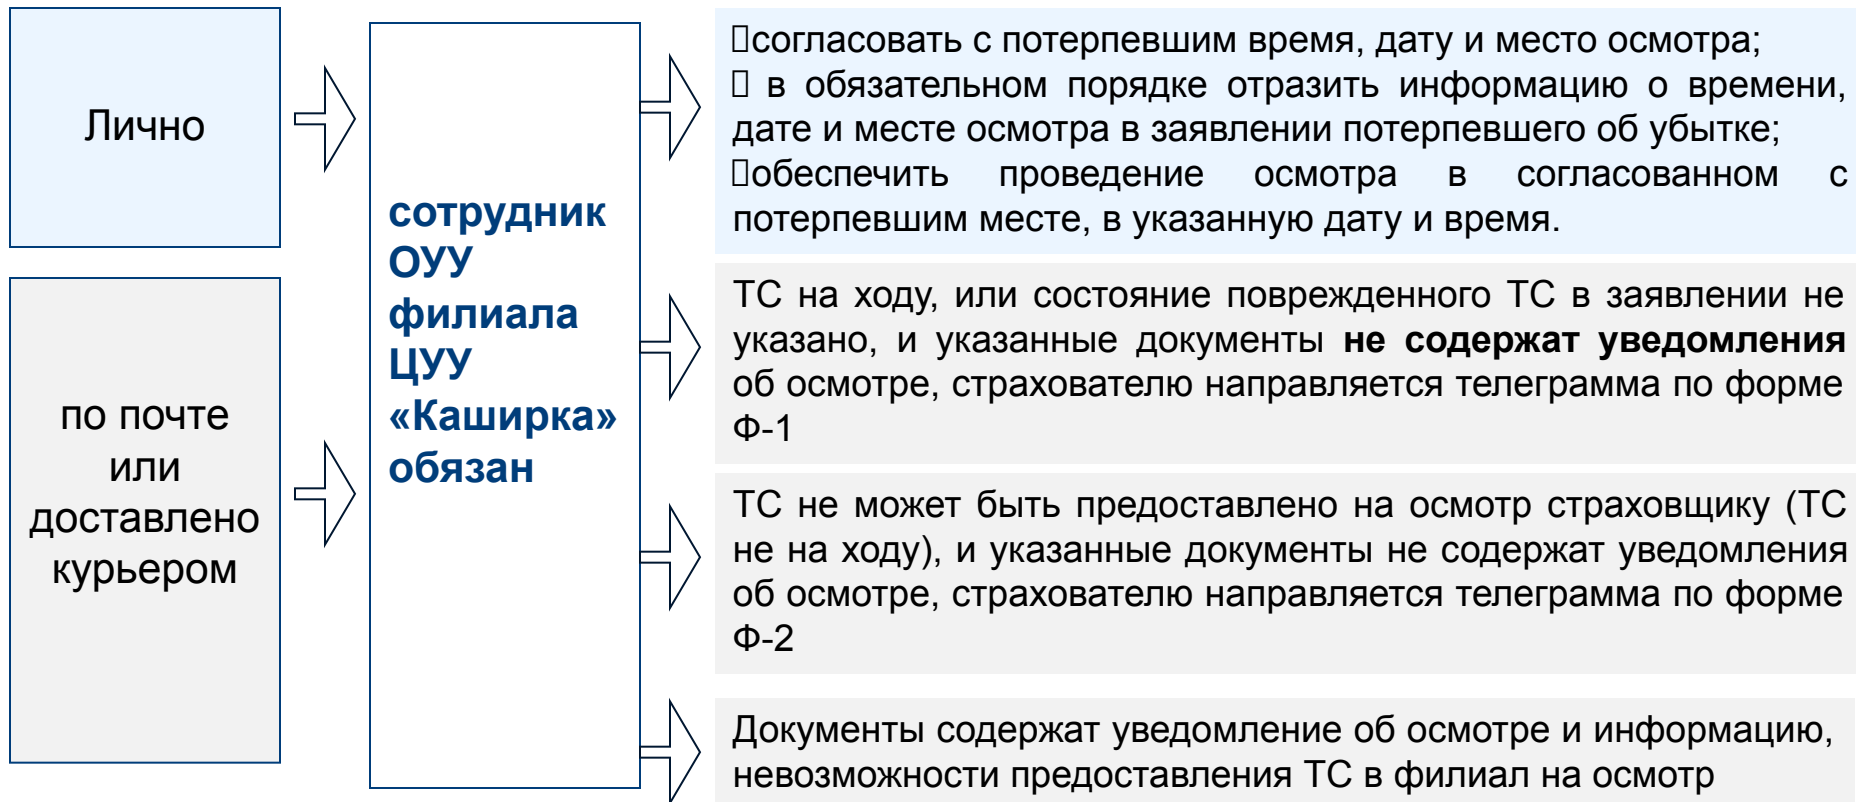 Лично
по почте
или
доставлено
курьером
сотрудник
ОУУ
филиала
ЦУУ
«Каширка»
обязан
согласовать с потерпевшим время, дату и место осмотра;
в обязательном порядке отразить информацию о времени,
дате и месте осмотра в заявлении потерпевшего об убытке;
обеспечить проведение осмотра в согласованном с
потерпевшим месте, в указанную дату и время.
ТС на ходу, или состояние поврежденного ТС в заявлении не
указано, и указанные документы не содержат уведомления
об осмотре, страхователю направляется телеграмма по форме
Ф-1
ТС не может быть предоставлено на осмотр страховщику (ТС
не на ходу), и указанные документы не содержат уведомления
об осмотре, страхователю направляется телеграмма по форме
Ф-2
Документы содержат уведомление об осмотре и информацию,
невозможности предоставления ТС в филиал на осмотр